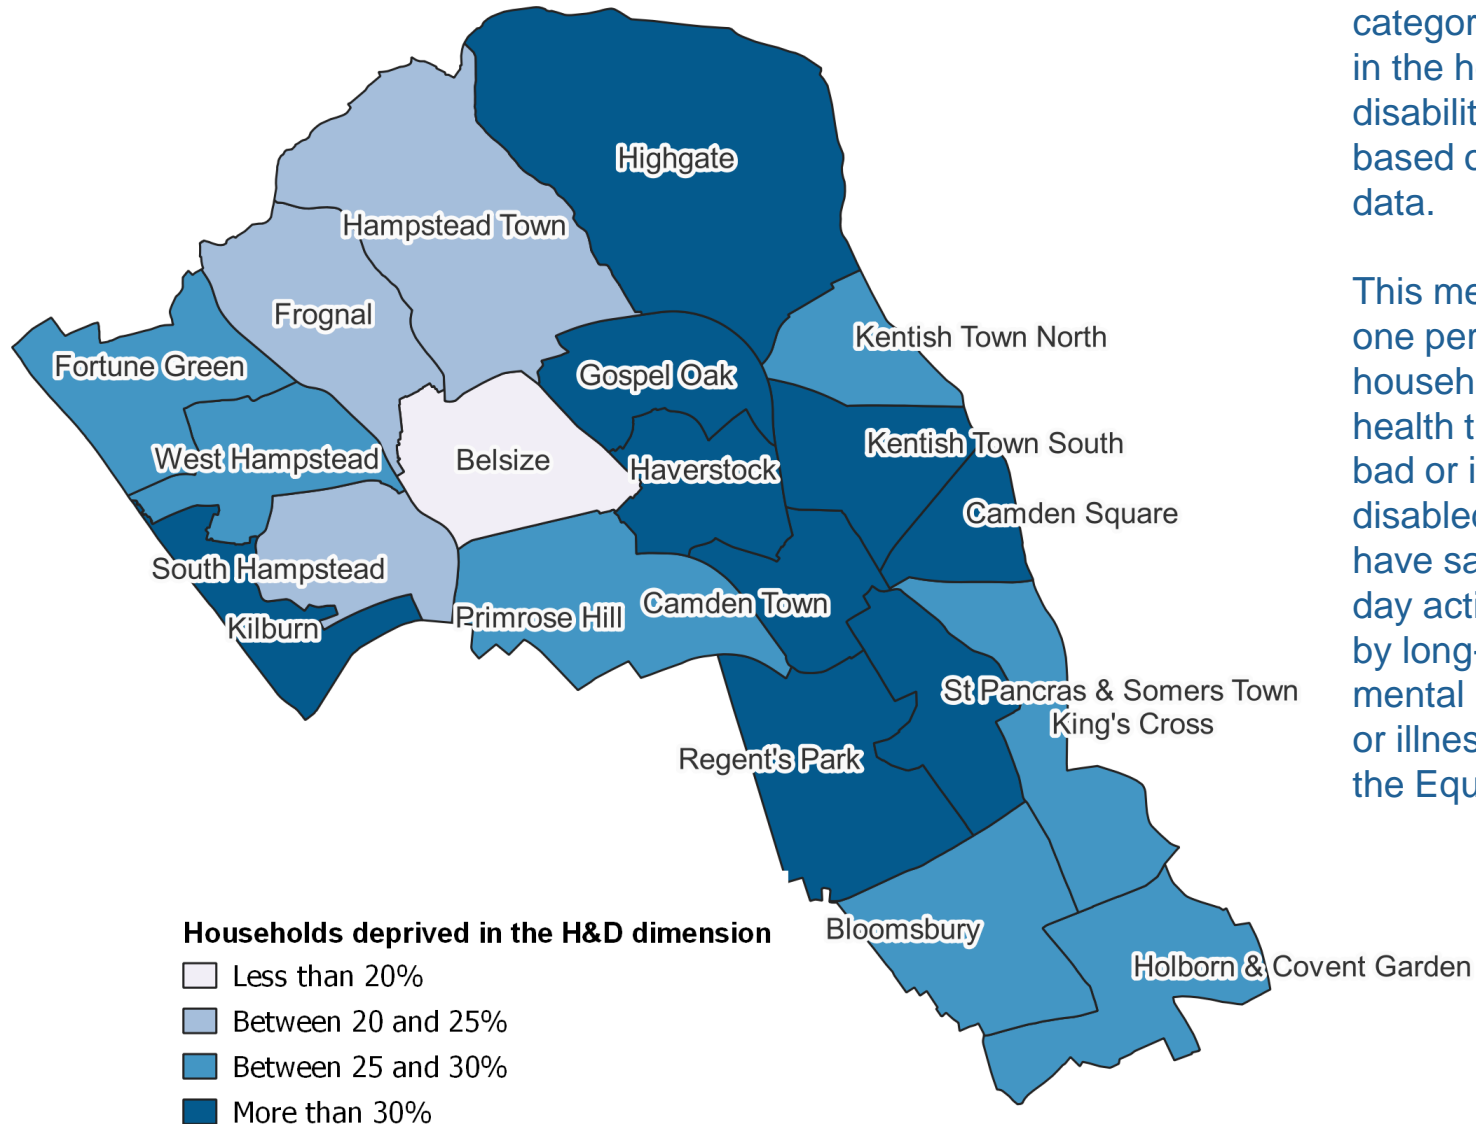 Highgate
Hampstead Town
Frognal
Fortune Green
Kentish Town North
Gospel Oak
Kentish Town South
West Hampstead
Belsize
Haverstock
Camden Square
South Hampstead
Primrose Hill
Camden Town
Kilburn
St Pancras & Somers Town
King's Cross
Regent's Park
Bloomsbury
Holborn & Covent Garden
Households deprived in the H&D dimension
Less than 20%
Between 20 and 25%
Between 25 and 30%
More than 30%
categor
in the h
disabilit
based o
data.
This me
one per
househ
health t
bad or i
disabled
have sa
day acti
by long-
mental
or illnes
the Equ